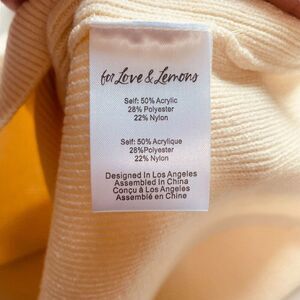 for Love & Lemons
Self: 50% Acrylic
28% Polyester
22% Nylon
Self: 50% Acrylique
28%Polyester
22% Nylon
Designed In Los Angeles
Assembled In China
Conçu à Los Angeles
Assemblé en Chine